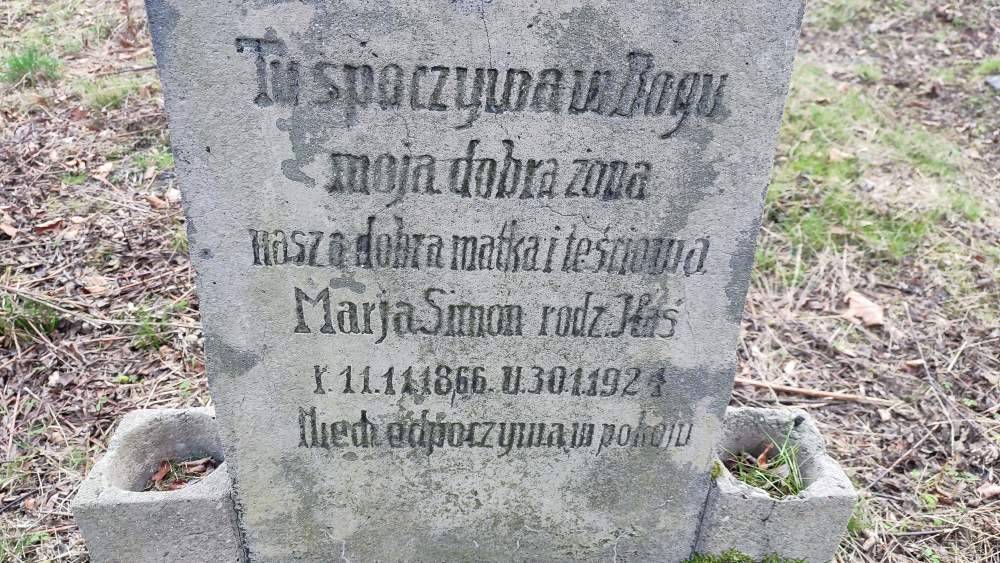 Tu spoczywa w Bogu
moja dobra żona
nasza dobra matka i teściowa
Marja Simon rodz. Iłaś
r. 11.11.1866. U.30.1.1924
Niech odpoczywa w pokoju